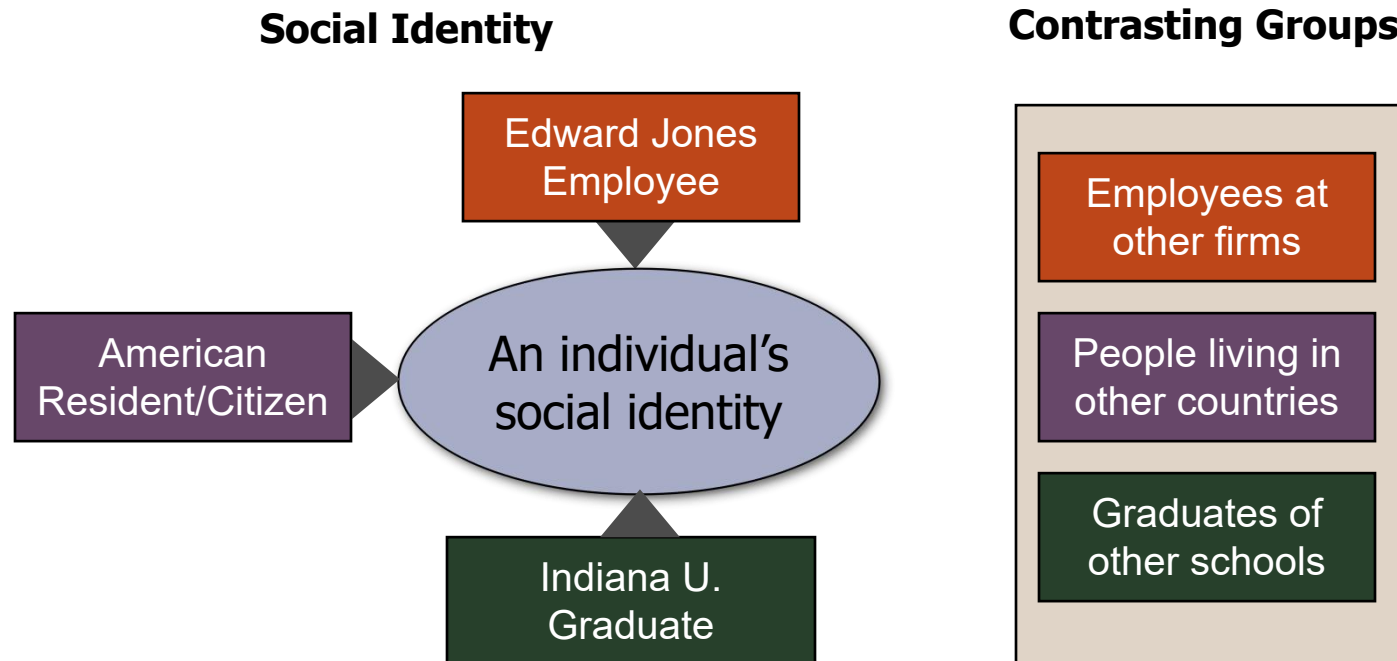 Social Identity
Contrasting Groups
Edward Jones
Employee
American
Resident/Citizen
An individual’s
social identity
Indiana U.
Graduate
Employees at
other firms
People living in
other countries
Graduates of
other schools